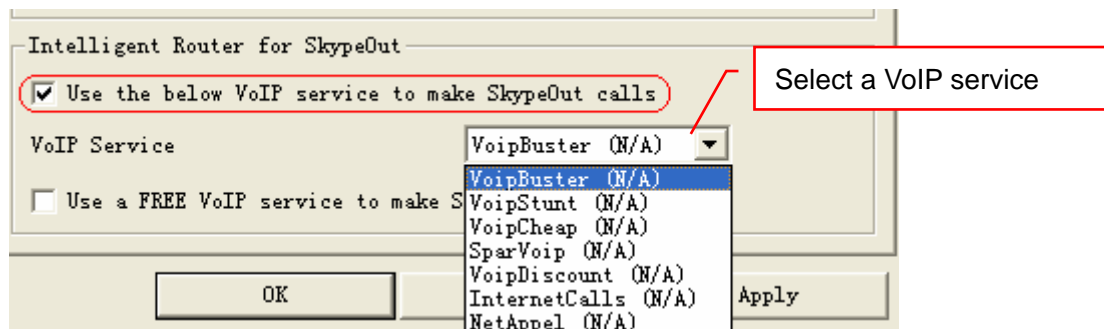 Intelligent Router for SkypeOut
Use the below VoIP service to make SkypeOut calls
Select a VoIP service
VoIP Service
VoipBuster (N/A)
VoipBuster (N/A)
Use a FREE VoIP service to make S
VoipStunt (N/A)
VoipCheap (N/A)
SparVoip (N/A)
VoipDiscount (N/A)
InternetCalls (N/A)
NetAppel (N/A)
OK
Apply